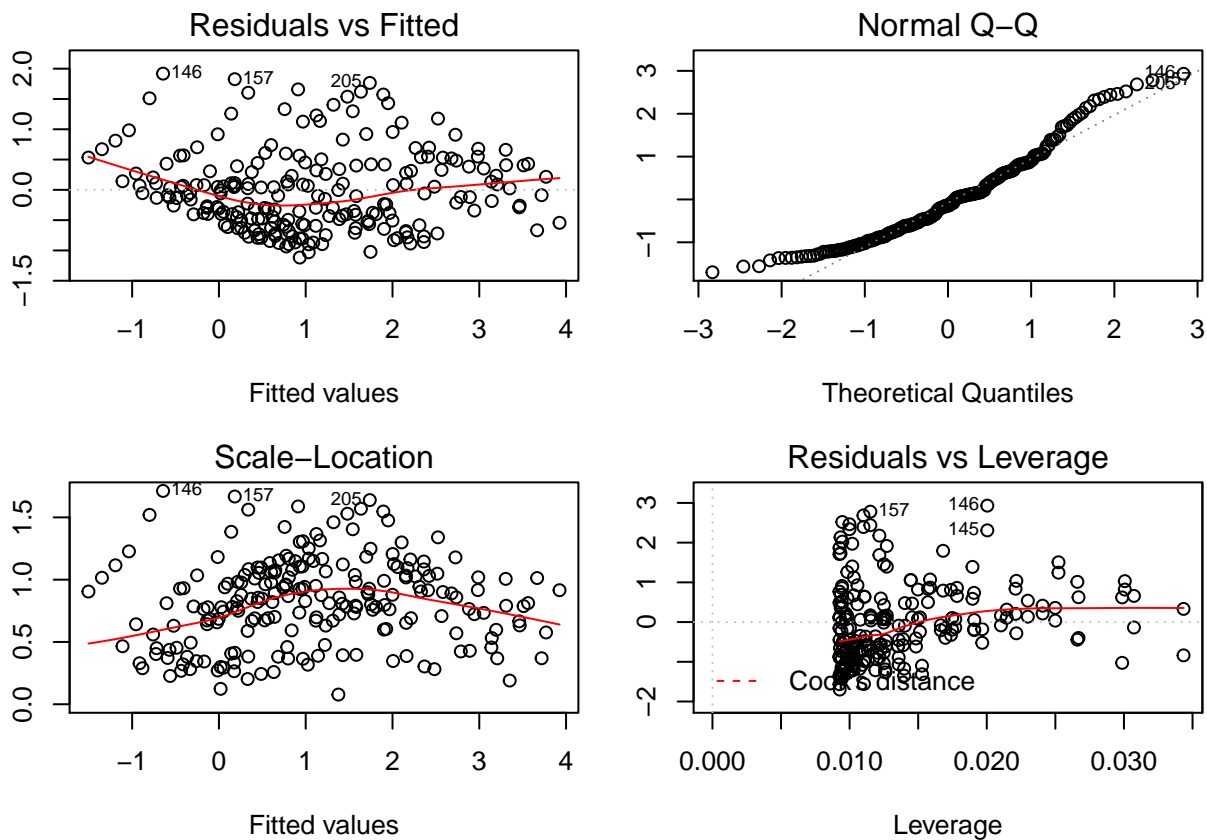 Residuals vs Fitted
146
157
205
−1.5 0.0 1.0 2.0
−1 0 1 2 3 4
Fitted values
Normal Q−Q
146
157
205
−1 1 2 3
−3 −2 −1 0 1 2 3
Theoretical Quantiles
Scale−Location
146
157
205
0.0 0.5 1.0 1.5
−1 0 1 2 3 4
Fitted values
Residuals vs Leverage
157
146
145
−2 0 1 2 3
Cook's distance
0.000 0.010 0.020 0.030
Leverage